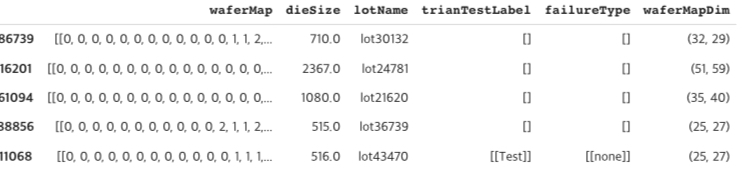 waferMap dieSize lotName trianTestLabel failureType waferMapDim
86739 [[0, 0, 0, 0, 0, 0, 0, 0, 0, 0, 0, 0, 1, 1, 2,... 710.0 lot30132 [] [] (32, 29)
16201 [[0, 0, 0, 0, 0, 0, 0, 0, 0, 0, 0, 0, 0, 0, 0,... 2367.0 lot24781 [] [] (51, 59)
61094 [[0, 0, 0, 0, 0, 0, 0, 0, 0, 0, 0, 0, 0, 0, 0,... 1080.0 lot21620 [] [] (35, 40)
38856 [[0, 0, 0, 0, 0, 0, 0, 0, 0, 0, 0, 2, 1, 1, 2,... 515.0 lot36739 [] [] (25, 27)
11068 [[0, 0, 0, 0, 0, 0, 0, 0, 0, 0, 0, 0, 1, 1, 1,... 516.0 lot43470 [[Test]] [[none]] (25, 27)